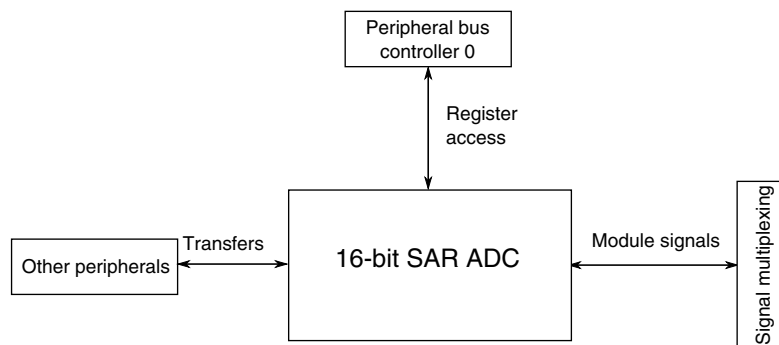 Peripheral bus
controller 0
Register
access
Transfers
Other peripherals
16-bit SAR ADC
Module signals
Signal multiplexing